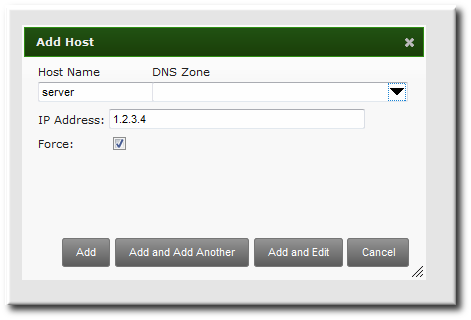 Add Host
Host Name DNS Zone
server
IP Address: 1.2.3.4
Force:
Add Add and Add Another Add and Edit Cancel